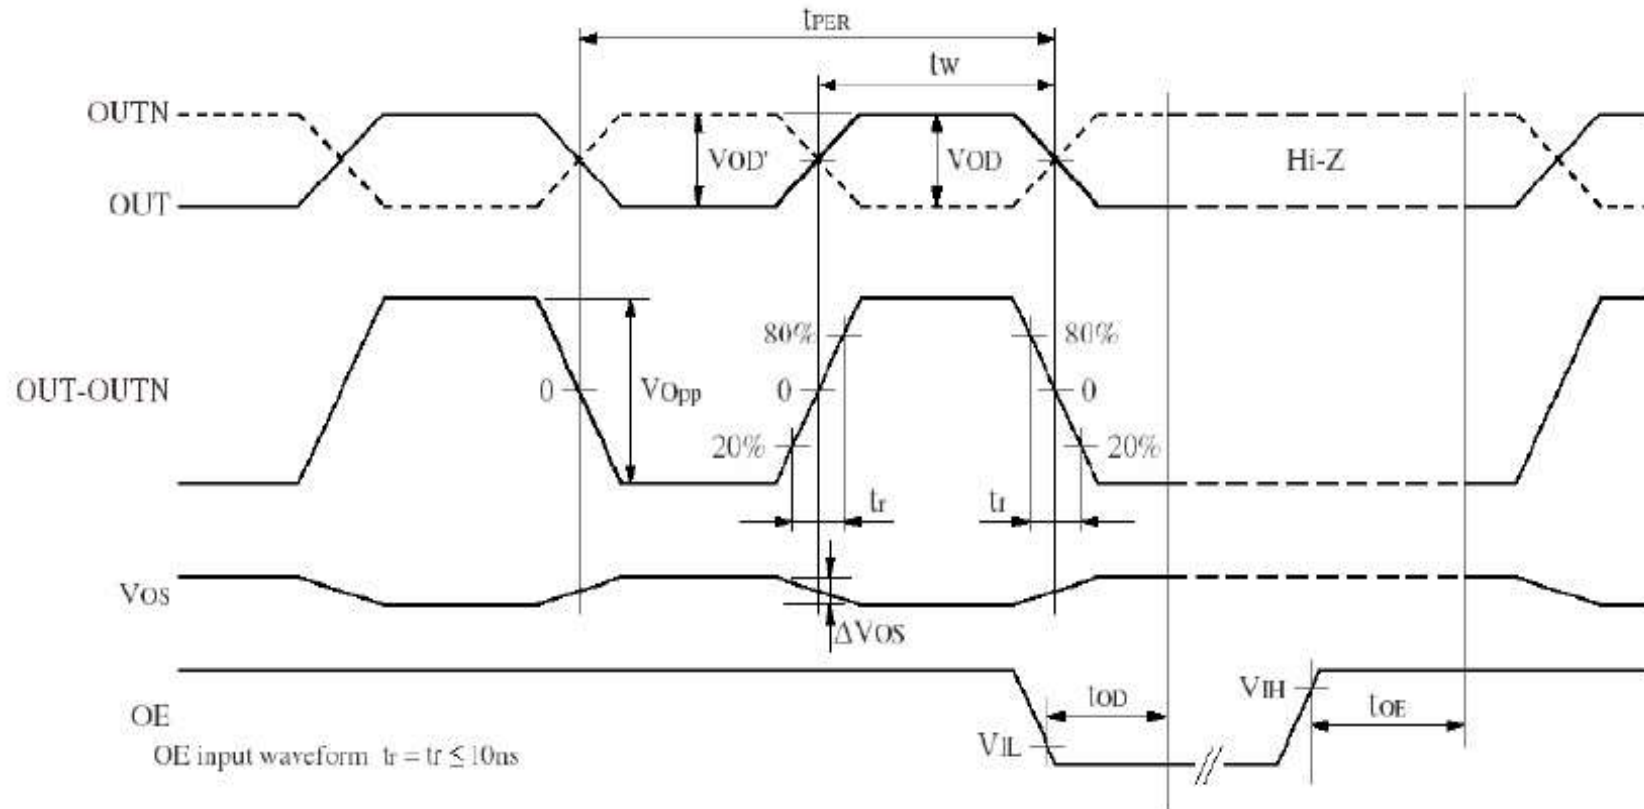 tPER
tW
OUTN
VOD'
VOD
Hi-Z
OUT
80%
80%
OUT-OUTN
0
VOpp
0
0
20%
20%
tr
tf
VOS
ΔVOS
OE
tOD
VIH
tOE
VIL
OE input waveform tr = tf ≤ 10ns